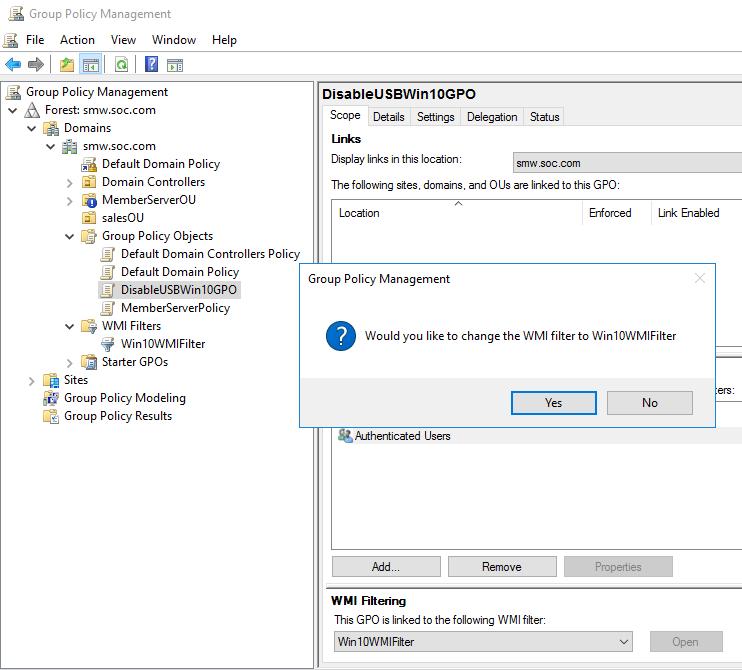 Group Policy Management
File Action View Window Help
Group Policy Management
Forest: smw.soc.com
Domains
smw.soc.com
Default Domain Policy
Domain Controllers
MemberServerOU
salesOU
Group Policy Objects
Default Domain Controllers Policy
Default Domain Policy
DisableUSBWin10GPO
MemberServerPolicy
WMI Filters
Win10WMIFilter
Starter GPOs
Sites
Group Policy Modeling
Group Policy Results
DisableUSBWin10GPO
Scope Details Settings Delegation Status
Links
Display links in this location: smw.soc.com
The following sites, domains, and OUs are linked to this GPO:
Location Enforced Link Enabled
Group Policy Management
Would you like to change the WMI filter to Win10WMIFilter
Yes No
ers:
Authenticated Users
Add... Remove Properties
WMI Filtering
This GPO is linked to the following WMI filter:
Win10WMIFilter Open